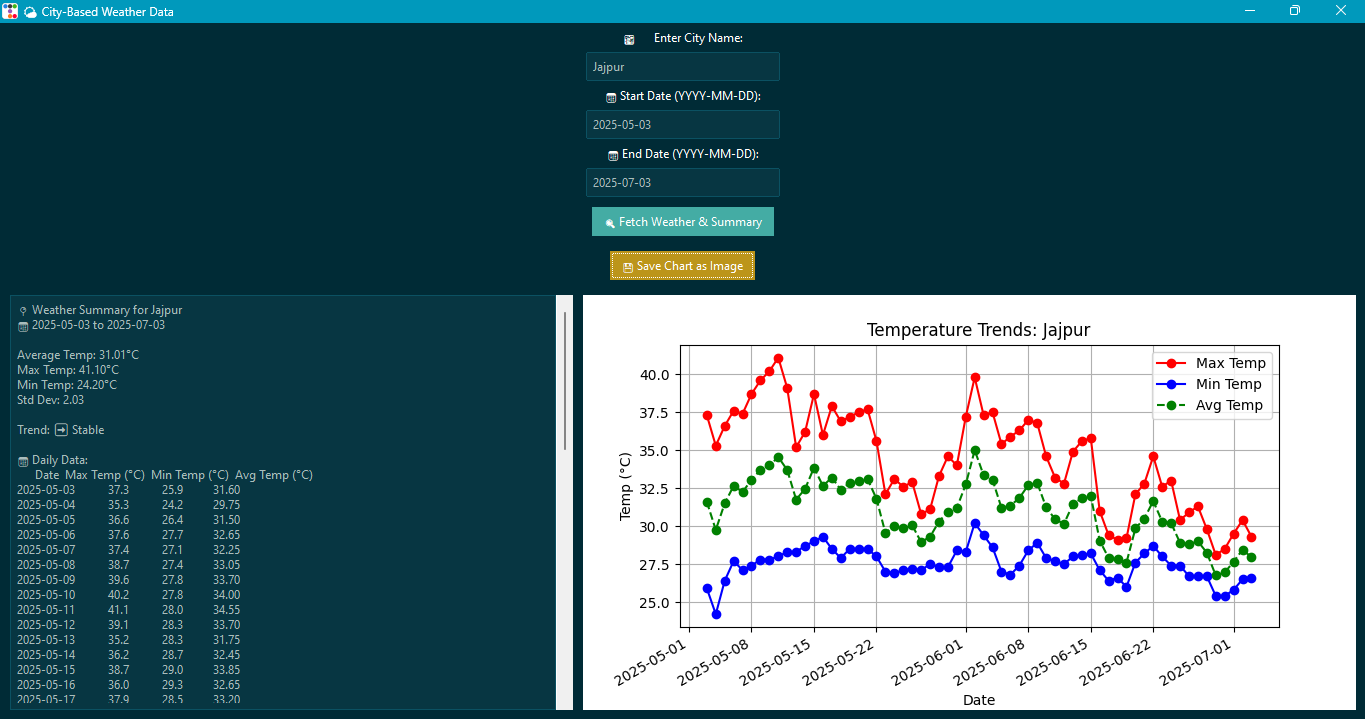 City-Based Weather Data
Enter City Name:
Jajpur
Start Date (YYYY-MM-DD):
2025-05-03
End Date (YYYY-MM-DD):
2025-07-03
Fetch Weather & Summary
Save Chart as Image
Weather Summary for Jajpur
2025-05-03 to 2025-07-03
Average Temp: 31.01°C
Max Temp: 41.10°C
Min Temp: 24.20°C
Std Dev: 2.03
Trend: ➡ Stable
Daily Data:
Date Max Temp (°C) Min Temp (°C) Avg Temp (°C)
2025-05-03 37.3 25.9 31.60
2025-05-04 35.3 24.2 29.75
2025-05-05 36.6 26.4 31.50
2025-05-06 37.6 27.7 32.65
2025-05-07 37.4 27.1 32.25
2025-05-08 38.7 27.4 33.05
2025-05-09 39.6 27.8 33.70
2025-05-10 40.2 27.8 34.00
2025-05-11 41.1 28.0 34.55
2025-05-12 39.1 28.3 33.70
2025-05-13 35.2 28.3 31.75
2025-05-14 36.2 28.7 32.45
2025-05-15 38.7 29.0 33.85
2025-05-16 36.0 29.3 32.65
2025-05-17 37.9 28.5 33.20
Temperature Trends: Jajpur
Max Temp
Min Temp
Avg Temp
Temp (°C)
40.0
37.5
35.0
32.5
30.0
27.5
25.0
2025-05-01
2025-05-08
2025-05-15
2025-05-22
2025-06-01
2025-06-08
2025-06-15
2025-06-22
2025-07-01
Date